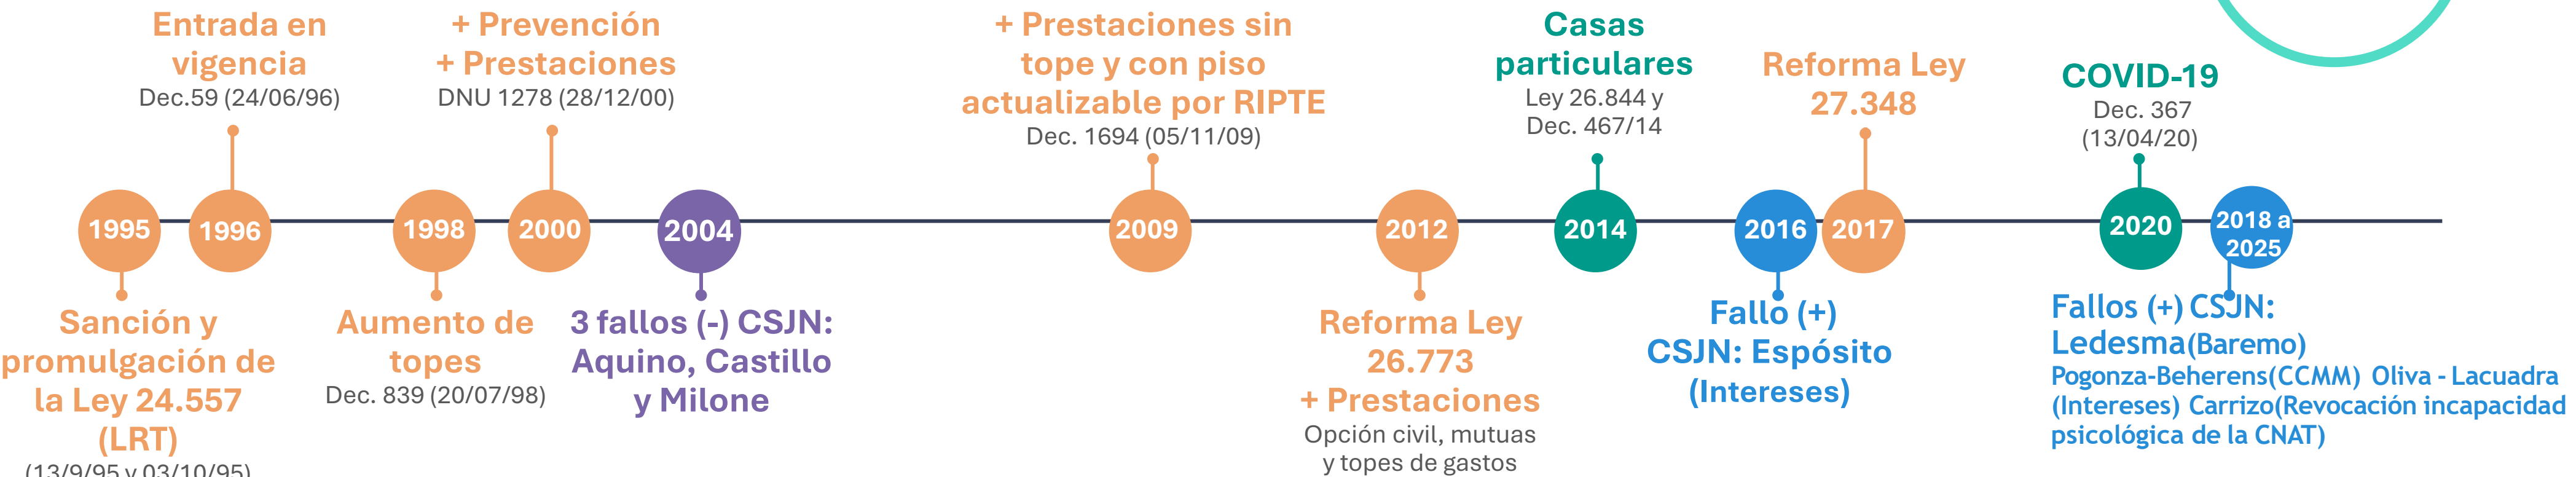 Entrada en
vigencia
Dec.59 (24/06/96)
+ Prevención
+ Prestaciones
DNU 1278 (28/12/00)
+ Prestaciones sin
tope y con piso
actualizable por RIPTE
Dec. 1694 (05/11/09)
Casas
particulares
Ley 26.844 y
Dec. 467/14
Reforma Ley
27.348
COVID-19
Dec. 367
(13/04/20)
1995
1996
1998
2000
2004
2009
2012
2014
2016
2017
2020
2018 a
2025
Sanción y
promulgación de
la Ley 24.557
(LRT)
(13/9/95 y 03/10/95)
Aumento de
topes
Dec. 839 (20/07/98)
3 fallos (-) CSJN:
Aquino, Castillo
y Milone
Reforma Ley
26.773
+ Prestaciones
Opción civil, mutuas
y topes de gastos
Fallo (+)
CSJN: Espósito
(Intereses)
Fallos (+) CSJN:
Ledesma(Baremo)
Pogonza-Beherens(CCMM) Oliva - Lacuadra
(Intereses) Carrizo(Revocación incapacidad
psicológica de la CNAT)